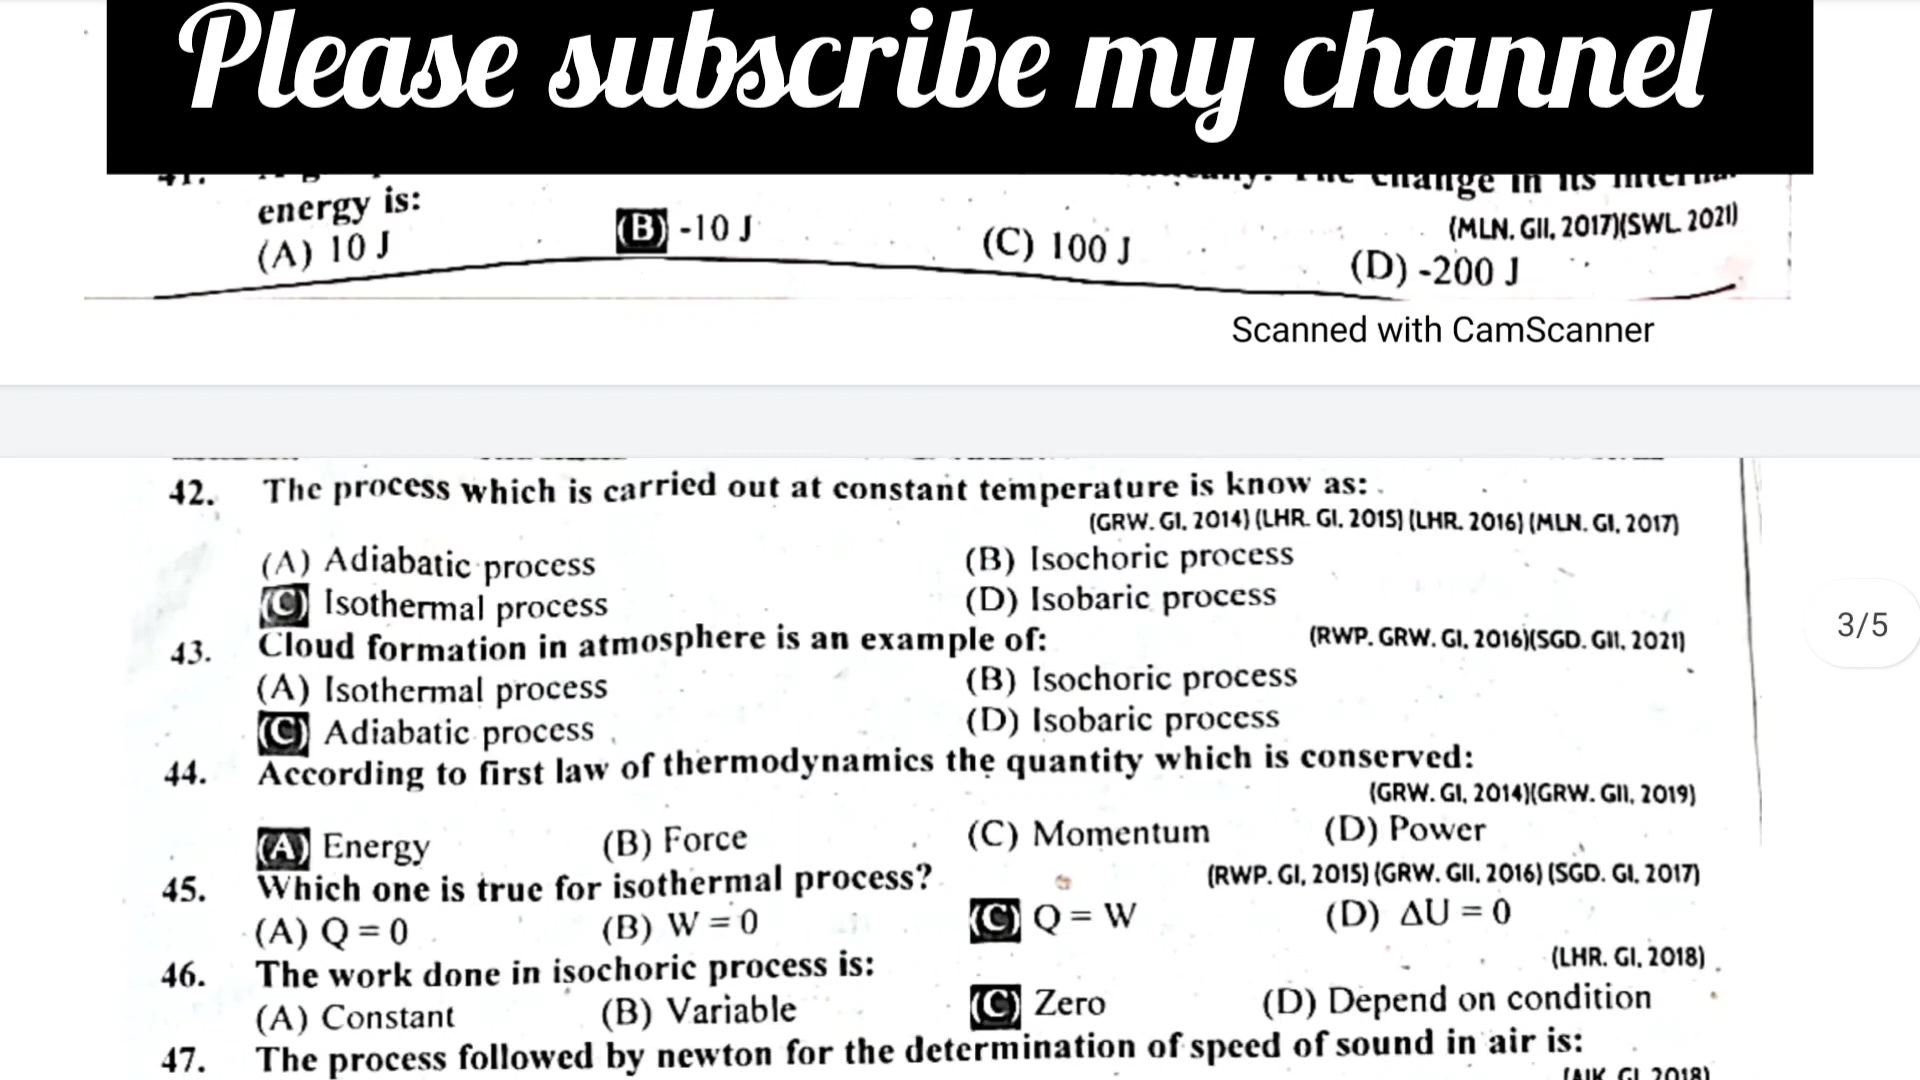 Please subscribe my channel
41. change in its
energy is:
(MLN. GII, 2017)(SWL. 2021)
(A) 10 J (B) -10 J (C) 100 J (D) -200 J
Scanned with CamScanner
42. The process which is carried out at constant temperature is know as:
(GRW. GI, 2014) (LHR. GI, 2015) (LHR. 2016) (MLN. GI, 2017)
(A) Adiabatic process (B) Isochoric process
(C) Isothermal process (D) Isobaric process
3/5
43. Cloud formation in atmosphere is an example of: (RWP. GRW. GI, 2016)(SGD. GII, 2021)
(A) Isothermal process (B) Isochoric process
(C) Adiabatic process (D) Isobaric process
44. According to first law of thermodynamics the quantity which is conserved:
(GRW. GI, 2014)(GRW. GII, 2019)
(A) Energy (B) Force (C) Momentum (D) Power
45. Which one is true for isothermal process? (RWP. GI, 2015) (GRW. GII, 2016) (SGD. GI, 2017)
(A) Q = 0 (B) W = 0 (C) Q = W (D) ΔU = 0
46. The work done in isochoric process is: (LHR. GI, 2018)
(A) Constant (B) Variable (C) Zero (D) Depend on condition
47. The process followed by newton for the determination of speed of sound in air is:
(AJK. GI, 2018)